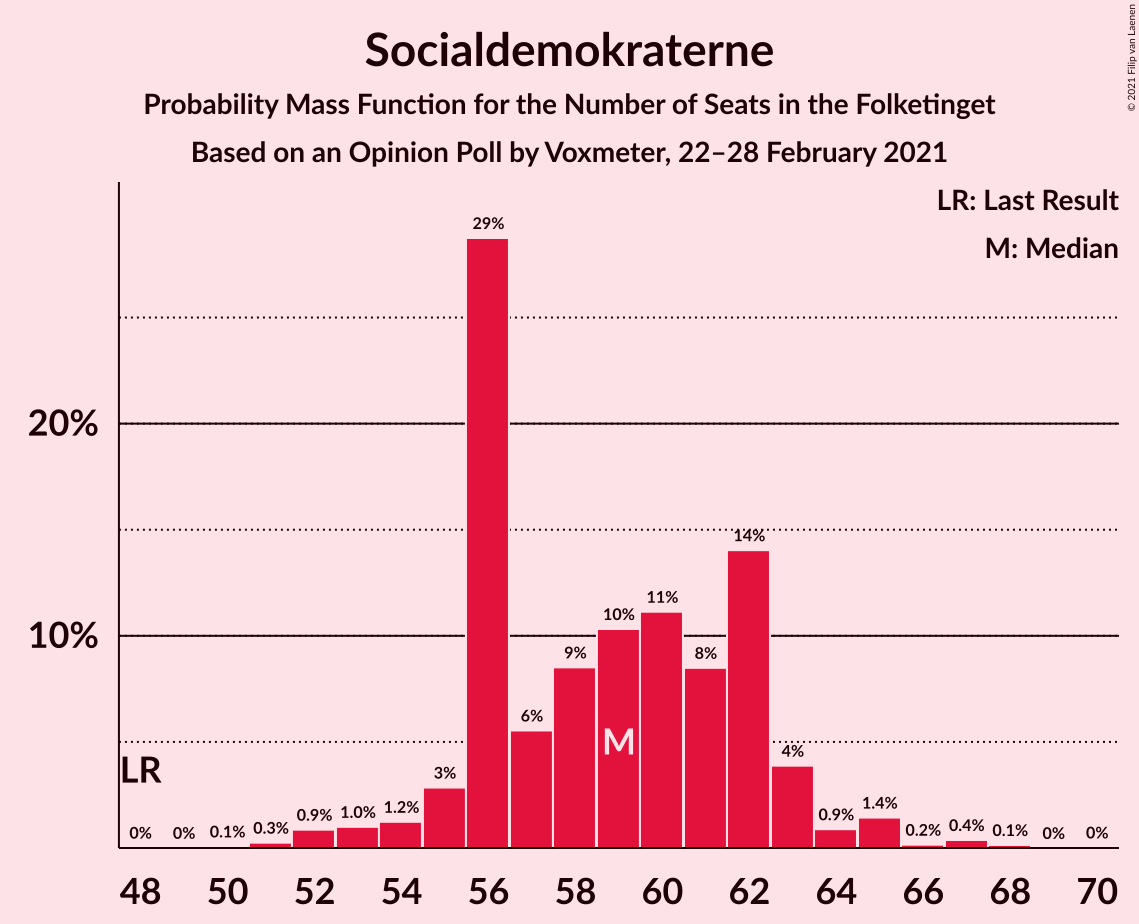 Socialdemokraterne
Probability Mass Function for the Number of Seats in the Folketinget
Based on an Opinion Poll by Voxmeter, 22–28 February 2021
© 2021 Filip van Laenen
LR: Last Result
M: Median
20%
10%
0% 0% 0.1% 0.3% 0.9% 1.0% 1.2% 3% 29% 6% 9% 10% 11% 8% 14% 4% 0.9% 1.4% 0.2% 0.4% 0.1% 0% 0%
LR
M
48 50 52 54 56 58 60 62 64 66 68 70